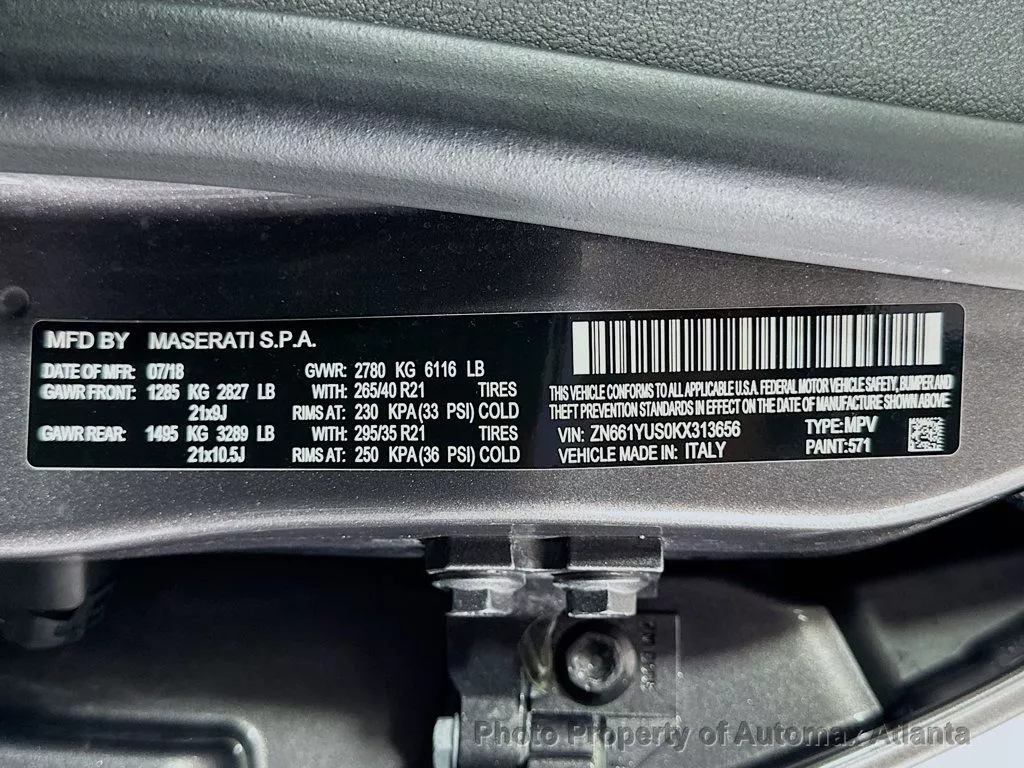 MFD BY MASERATI S.P.A.
DATE OF MFR: 07/18 GVWR: 2780 KG 6116 LB
GAWR FRONT: 1285 KG 2827 LB WITH: 265/40 R21 TIRES
21x9J RIMS AT: 230 KPA (33 PSI) COLD
GAWR REAR: 1495 KG 3289 LB WITH: 295/35 R21 TIRES
21x10.5J RIMS AT: 250 KPA (36 PSI) COLD
THIS VEHICLE CONFORMS TO ALL APPLICABLE U.S.A. FEDERAL MOTOR VEHICLE SAFETY, BUMPER AND
THEFT PREVENTION STANDARDS IN EFFECT ON THE DATE OF MANUFACTURE SHOWN ABOVE
VIN: ZN661YUS0KX313656 TYPE: MPV
VEHICLE MADE IN: ITALY PAINT: 571
Photo Property of Automax Atlanta